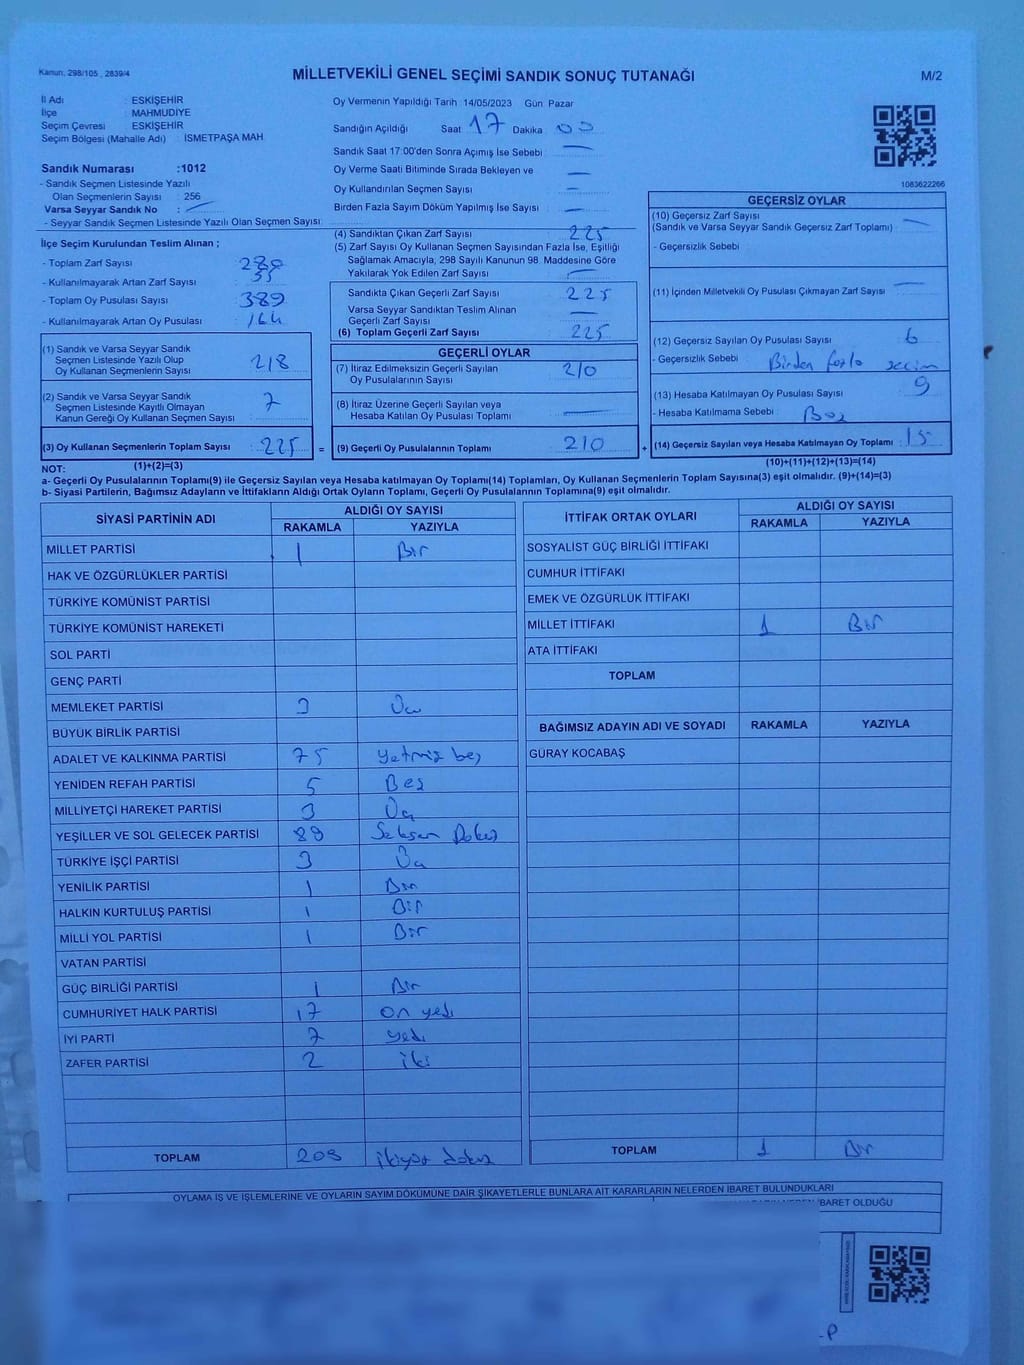 Kanun, 298/105 , 2839/4
MİLLETVEKİLİ GENEL SEÇİMİ SANDIK SONUÇ TUTANAĞI
M/2
İl Adı : ESKİŞEHİR
İlçe : MAHMUDİYE
Seçim Çevresi : ESKİŞEHİR
Seçim Bölgesi (Mahalle Adı) : İSMETPAŞA MAH
Sandık Numarası :1012
- Sandık Seçmen Listesinde Yazılı
Olan Seçmenlerin Sayısı : 256
Varsa Seyyar Sandık No :
- Seyyar Sandık Seçmen Listesinde Yazılı Olan Seçmen Sayısı:
Oy Vermenin Yapıldığı Tarih 14/05/2023 Gün Pazar
Sandığın Açıldığı Saat 17 Dakika 00
Sandık Saat 17:00'den Sonra Açımış İse Sebebi :
Oy Verme Saati Bitiminde Sırada Bekleyen ve
Oy Kullandırılan Seçmen Sayısı :
Birden Fazla Sayım Döküm Yapılmış İse Sayısı :
1083622266
İlçe Seçim Kurulundan Teslim Alınan ;
- Toplam Zarf Sayısı :
- Kullanılmayarak Artan Zarf Sayısı :
- Toplam Oy Pusulası Sayısı : 389
- Kullanılmayarak Artan Oy Pusulası : 164
(4) Sandıktan Çıkan Zarf Sayısı : 225
(5) Zarf Sayısı Oy Kullanan Seçmen Sayısından Fazla İse, Eşitliği
Sağlamak Amacıyla, 298 Sayılı Kanunun 98. Maddesine Göre
Yakılarak Yok Edilen Zarf Sayısı :
Sandıkta Çıkan Geçerli Zarf Sayısı : 225
Varsa Seyyar Sandıktan Teslim Alınan
Geçerli Zarf Sayısı :
(6) Toplam Geçerli Zarf Sayısı : 225
GEÇERSİZ OYLAR
(10) Geçersiz Zarf Sayısı
(Sandık ve Varsa Seyyar Sandık Geçersiz Zarf Toplamı) :
- Geçersizlik Sebebi :
(11) İçinden Milletvekili Oy Pusulası Çıkmayan Zarf Sayısı :
(12) Geçersiz Sayılan Oy Pusulası Sayısı : 6
- Geçersizlik Sebebi : Birden fazla seçim
(13) Hesaba Katılmayan Oy Pusulası Sayısı : 9
- Hesaba Katılmama Sebebi : Boş
(14) Geçersiz Sayılan veya Hesaba Katılmayan Oy Toplamı : 15
(10)+(11)+(12)+(13)=(14)
(1) Sandık ve Varsa Seyyar Sandık
Seçmen Listesinde Yazılı Olup
Oy Kullanan Seçmenlerin Sayısı : 218
(2) Sandık ve Varsa Seyyar Sandık
Seçmen Listesinde Kayıtlı Olmayan
Kanun Gereği Oy Kullanan Seçmen Sayısı : 7
(3) Oy Kullanan Seçmenlerin Toplam Sayısı : 225
(1)+(2)=(3)
GEÇERLİ OYLAR
(7) İtiraz Edilmeksizin Geçerli Sayılan
Oy Pusulalarının Sayısı : 210
(8) İtiraz Üzerine Geçerli Sayılan veya
Hesaba Katılan Oy Pusulası Toplamı :
= (9) Geçerli Oy Pusulalarının Toplamı : 210 +
NOT:
a- Geçerli Oy Pusulalarının Toplamı(9) ile Geçersiz Sayılan veya Hesaba katılmayan Oy Toplamı(14) Toplamları, Oy Kullanan Seçmenlerin Toplam Sayısına(3) eşit olmalıdır. (9)+(14)=(3)
b- Siyasi Partilerin, Bağımsız Adayların ve İttifakların Aldığı Ortak Oyların Toplamı, Geçerli Oy Pusulalarının Toplamına(9) eşit olmalıdır.
SİYASİ PARTİNİN ADI ALDIĞI OY SAYISI
RAKAMLA YAZIYLA
MİLLET PARTİSİ 1 Bir
HAK VE ÖZGÜRLÜKLER PARTİSİ
TÜRKİYE KOMÜNİST PARTİSİ
TÜRKİYE KOMÜNİST HAREKETİ
SOL PARTİ
GENÇ PARTİ
MEMLEKET PARTİSİ 3 Üç
BÜYÜK BİRLİK PARTİSİ
ADALET VE KALKINMA PARTİSİ 75 Yetmiş beş
YENİDEN REFAH PARTİSİ 5 Beş
MİLLİYETÇİ HAREKET PARTİSİ 3 Üç
YEŞİLLER VE SOL GELECEK PARTİSİ 89 Seksen Dokuz
TÜRKİYE İŞÇİ PARTİSİ 3 Üç
YENİLİK PARTİSİ 1 Bir
HALKIN KURTULUŞ PARTİSİ 1 Bir
MİLLİ YOL PARTİSİ 1 Bir
VATAN PARTİSİ
GÜÇ BİRLİĞİ PARTİSİ 1 Bir
CUMHURİYET HALK PARTİSİ 17 on yedi
İYİ PARTİ 7 yedi
ZAFER PARTİSİ 2 iki
TOPLAM 209 ikiyüz dokuz
İTTİFAK ORTAK OYLARI ALDIĞI OY SAYISI
RAKAMLA YAZIYLA
SOSYALİST GÜÇ BİRLİĞİ İTTİFAKI
CUMHUR İTTİFAKI
EMEK VE ÖZGÜRLÜK İTTİFAKI
MİLLET İTTİFAKI 1 Bir
ATA İTTİFAKI
TOPLAM
BAĞIMSIZ ADAYIN ADI VE SOYADI RAKAMLA YAZIYLA
GÜRAY KOCABAŞ
TOPLAM 1 Bir
OYLAMA İŞ VE İŞLEMLERİNE VE OYLARIN SAYIM DÖKÜMÜNE DAİR ŞİKAYETLERLE BUNLARA AİT KARARLARIN NELERDEN İBARET BULUNDUKLARI
İBARET OLDUĞU